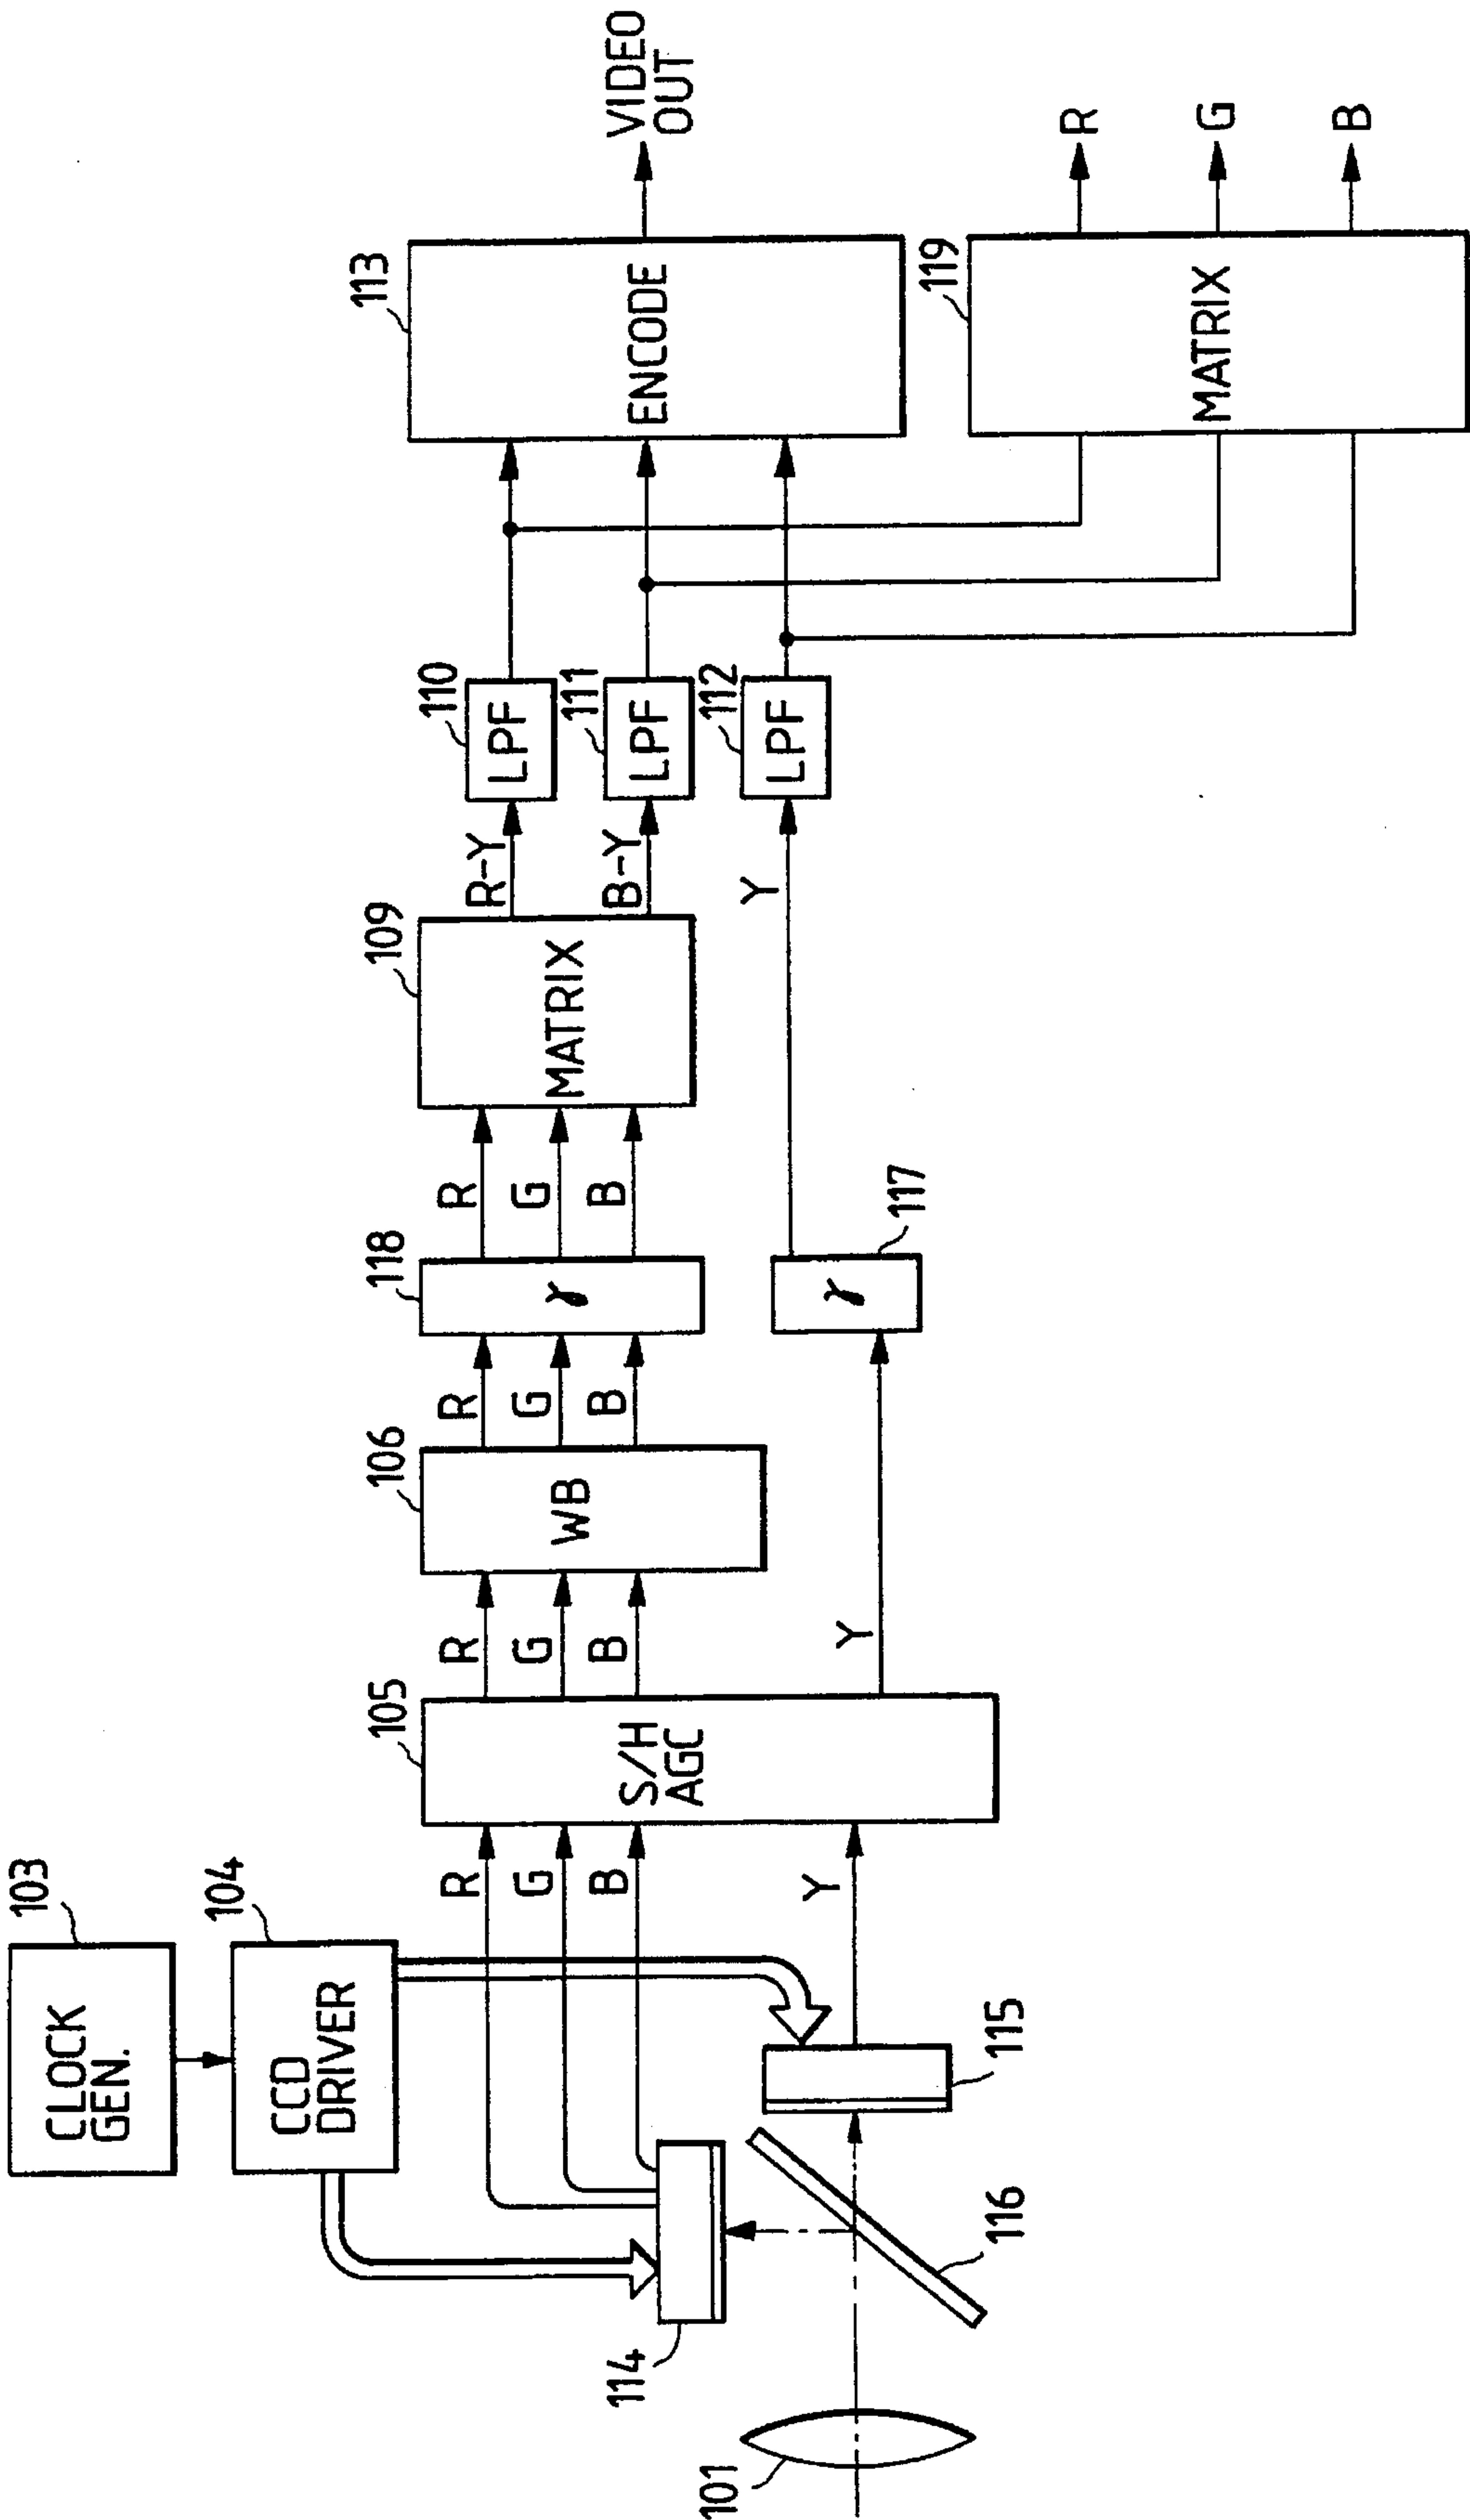 103
CLOCK
GEN.
104
CCD
DRIVER
R
G
B
Y
114
115
116
101
105
S/H
AGC
R
G
B
Y
106
WB
R
G
B
118
γ
117
γ
R
G
B
109
MATRIX
R-Y
B-Y
Y
110
LPF
111
LPF
112
LPF
113
ENCODE
VIDEO
OUT
119
MATRIX
R
G
B